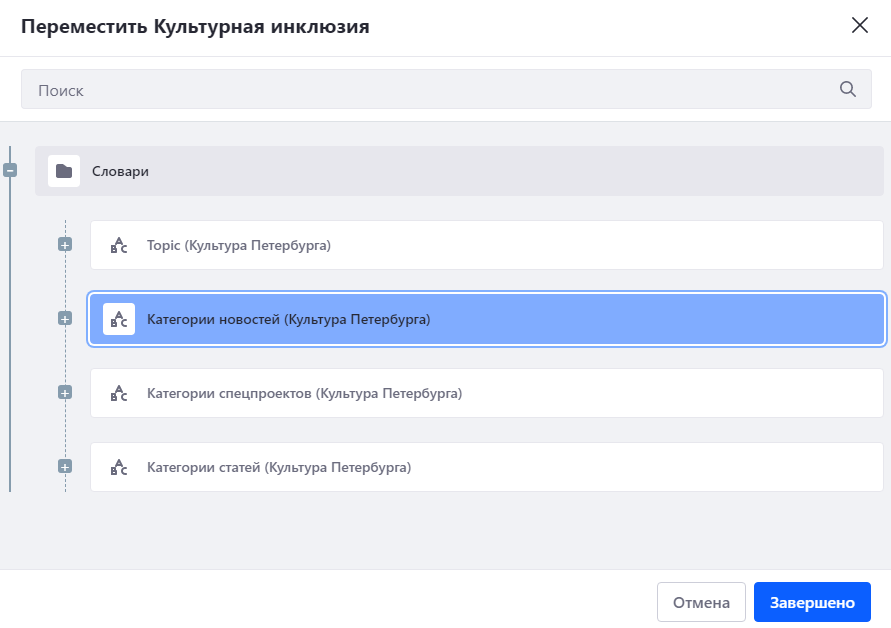 Переместить Культурная инклюзия
Поиск
Словари
Topic (Культура Петербурга)
Категории новостей (Культура Петербурга)
Категории спецпроектов (Культура Петербурга)
Категории статей (Культура Петербурга)
Отмена
Завершено